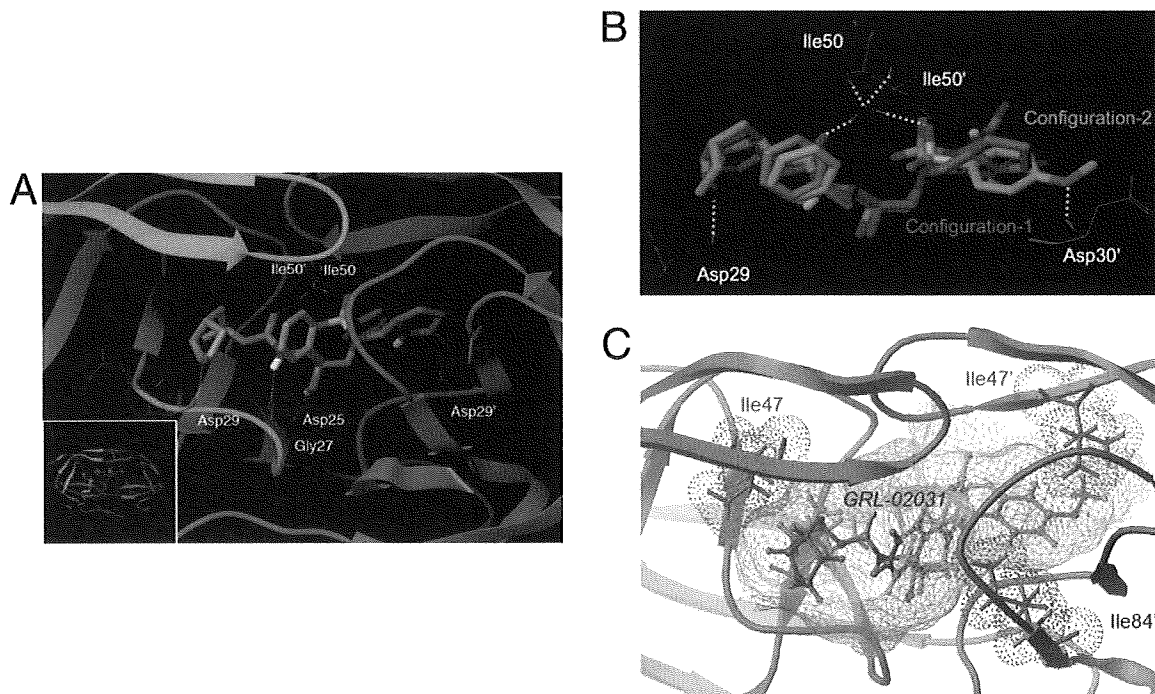 A
Ile50' Ile50
Asp29 Asp25 Asp29'
Gly27
B
Ile50
Ile50'
Configuration-2
Configuration-1
Asp29
Asp30'
C
Ile47
Ile47'
GRL-02031
Ile84'